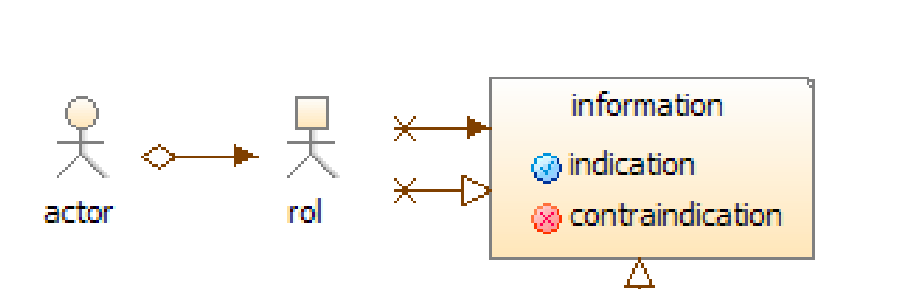 information
indication
contraindication
actor
rol